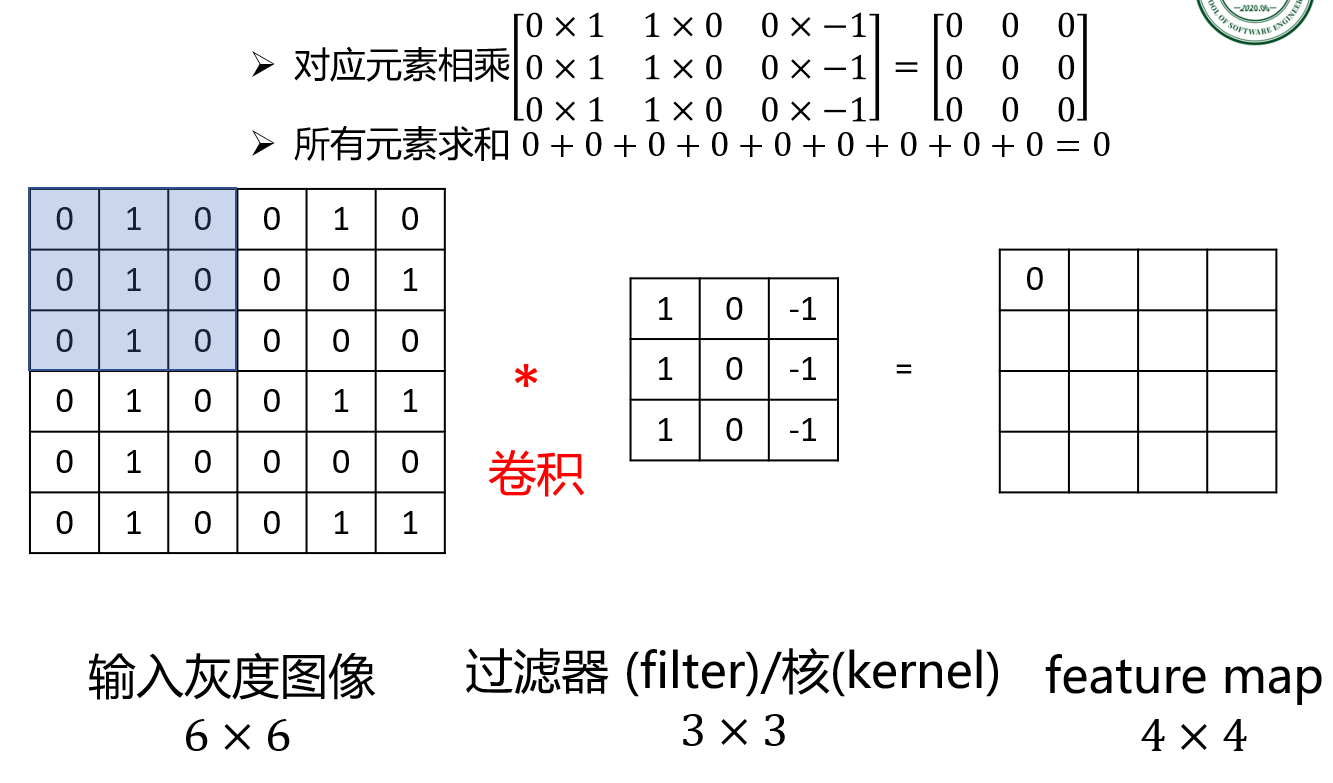 —2020.06—
OOL OF SOFTWARE ENGINEER
➢ 对应元素相乘 [0 × 1 1 × 0 0 × −1] = [0 0 0]
[0 × 1 1 × 0 0 × −1] [0 0 0]
[0 × 1 1 × 0 0 × −1] [0 0 0]
➢ 所有元素求和 0 + 0 + 0 + 0 + 0 + 0 + 0 + 0 + 0 = 0
0 1 0 0 1 0
0 1 0 0 0 1
0 1 0 0 0 0
0 1 0 0 1 1
0 1 0 0 0 0
0 1 0 0 1 1
*
卷积
1 0 -1
1 0 -1
1 0 -1
=
0
输入灰度图像
6 × 6
过滤器 (filter)/核(kernel)
3 × 3
feature map
4 × 4